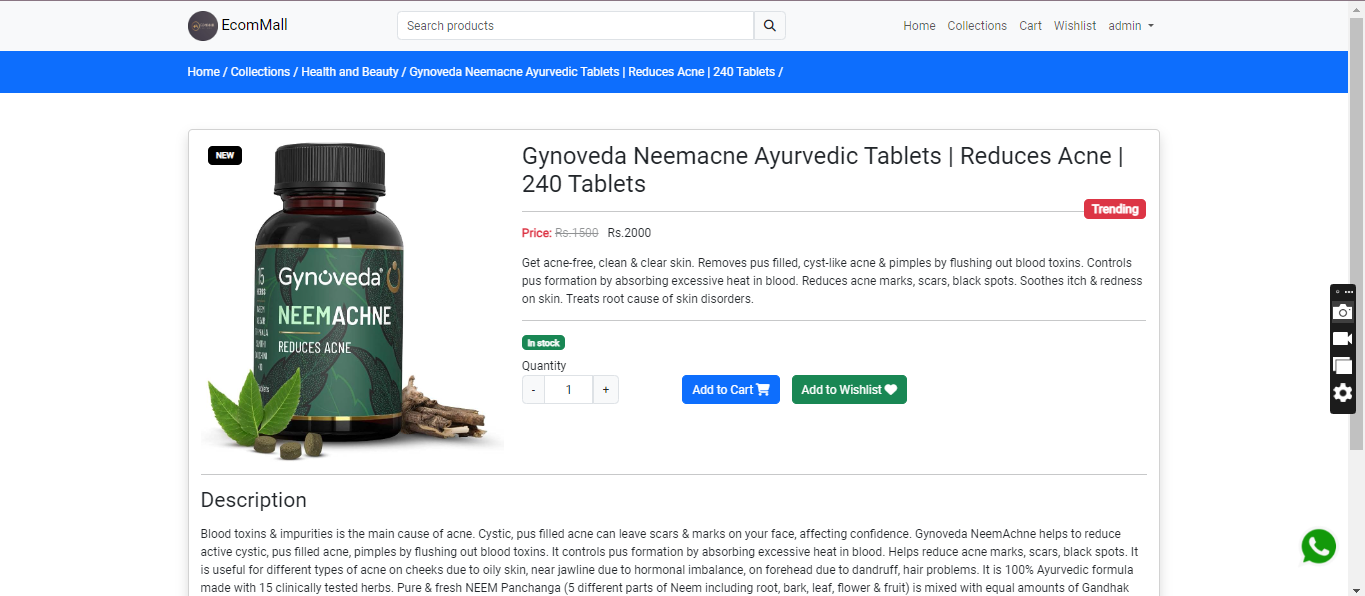 EcomMall
Search products
Home Collections Cart Wishlist admin
Home / Collections / Health and Beauty / Gynoveda Neemacne Ayurvedic Tablets | Reduces Acne | 240 Tablets /
NEW
Gynoveda Neemacne Ayurvedic Tablets | Reduces Acne |
240 Tablets
Trending
Price: Rs.1500 Rs.2000
Get acne-free, clean & clear skin. Removes pus filled, cyst-like acne & pimples by flushing out blood toxins. Controls
pus formation by absorbing excessive heat in blood. Reduces acne marks, scars, black spots. Soothes itch & redness
on skin. Treats root cause of skin disorders.
In stock
Quantity
- 1 +
Add to Cart
Add to Wishlist
15
HERBS
Gynoveda
NEEMACHNE
REDUCES ACNE
Description
Blood toxins & impurities is the main cause of acne. Cystic, pus filled acne can leave scars & marks on your face, affecting confidence. Gynoveda NeemAchne helps to reduce
active cystic, pus filled acne, pimples by flushing out blood toxins. It controls pus formation by absorbing excessive heat in blood. Helps reduce acne marks, scars, black spots. It
is useful for different types of acne on cheeks due to oily skin, near jawline due to hormonal imbalance, on forehead due to dandruff, hair problems. It is 100% Ayurvedic formula
made with 15 clinically tested herbs. Pure & fresh NEEM Panchanga (5 different parts of Neem including root, bark, leaf, flower & fruit) is mixed with equal amounts of Gandhak